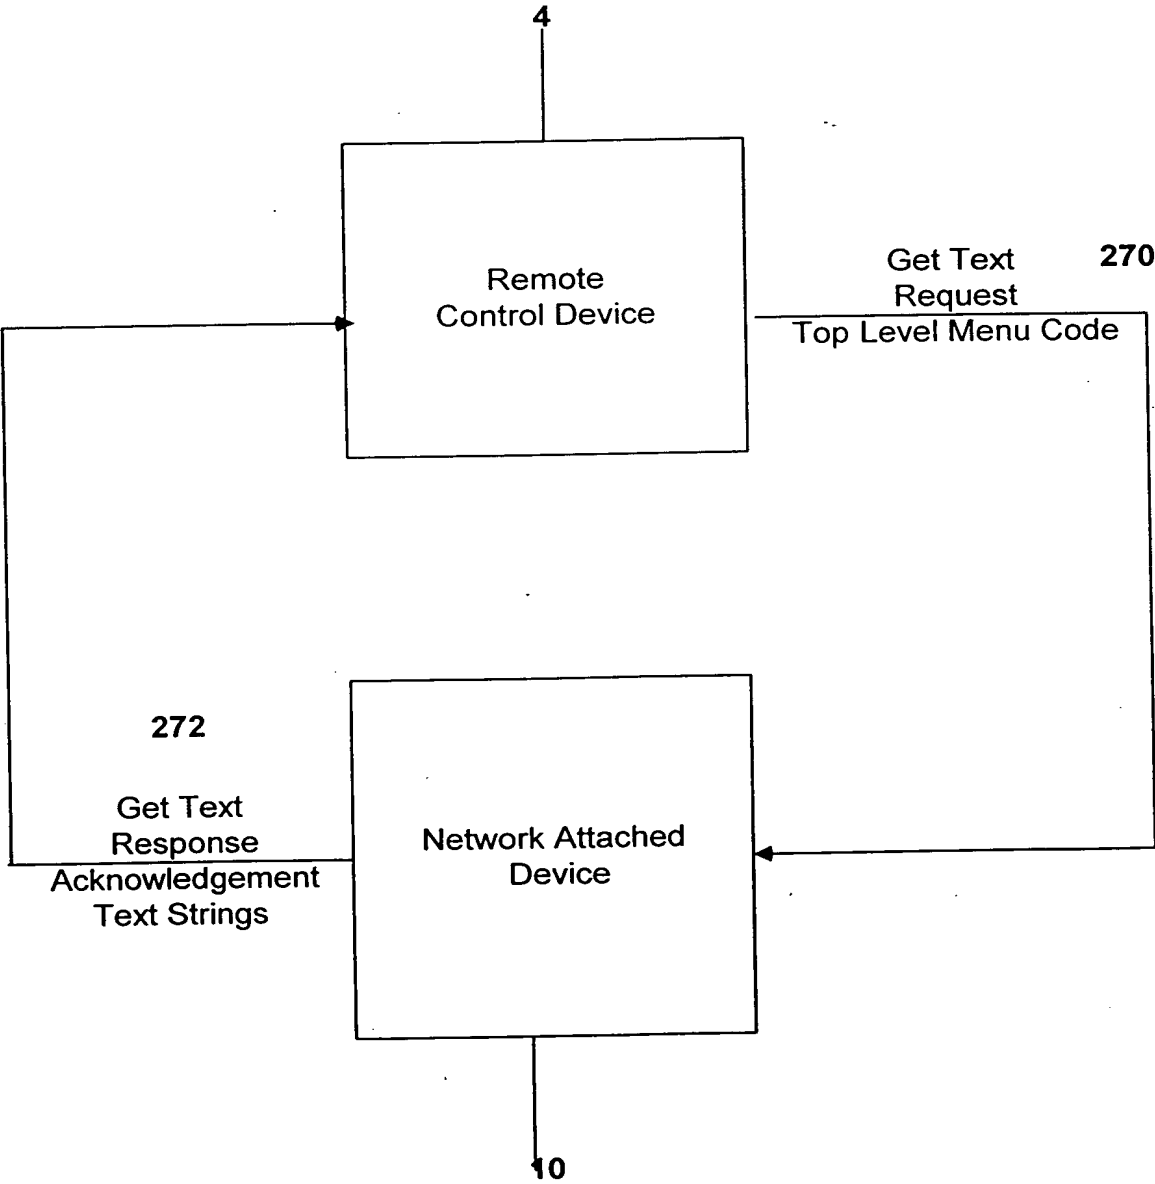 4
Remote
Control Device
Get Text
Request
Top Level Menu Code
270
272
Get Text
Response
Acknowledgement
Text Strings
Network Attached
Device
10